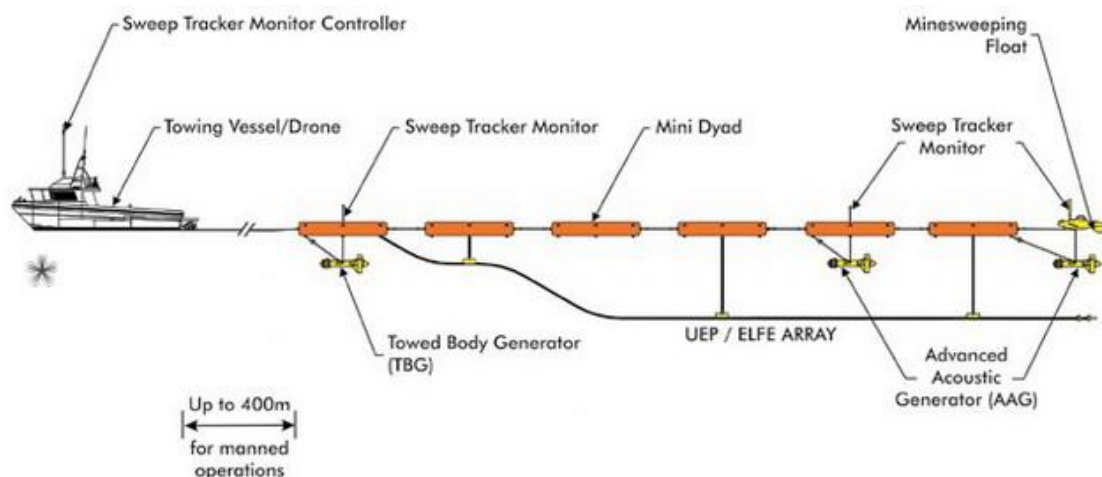 Sweep Tracker Monitor Controller
Minesweeping
Float
Towing Vessel/Drone
Sweep Tracker Monitor
Mini Dyad
Sweep Tracker
Monitor
Towed Body Generator
(TBG)
UEP / ELFE ARRAY
Advanced
Acoustic
Generator (AAG)
Up to 400m
for manned
operations